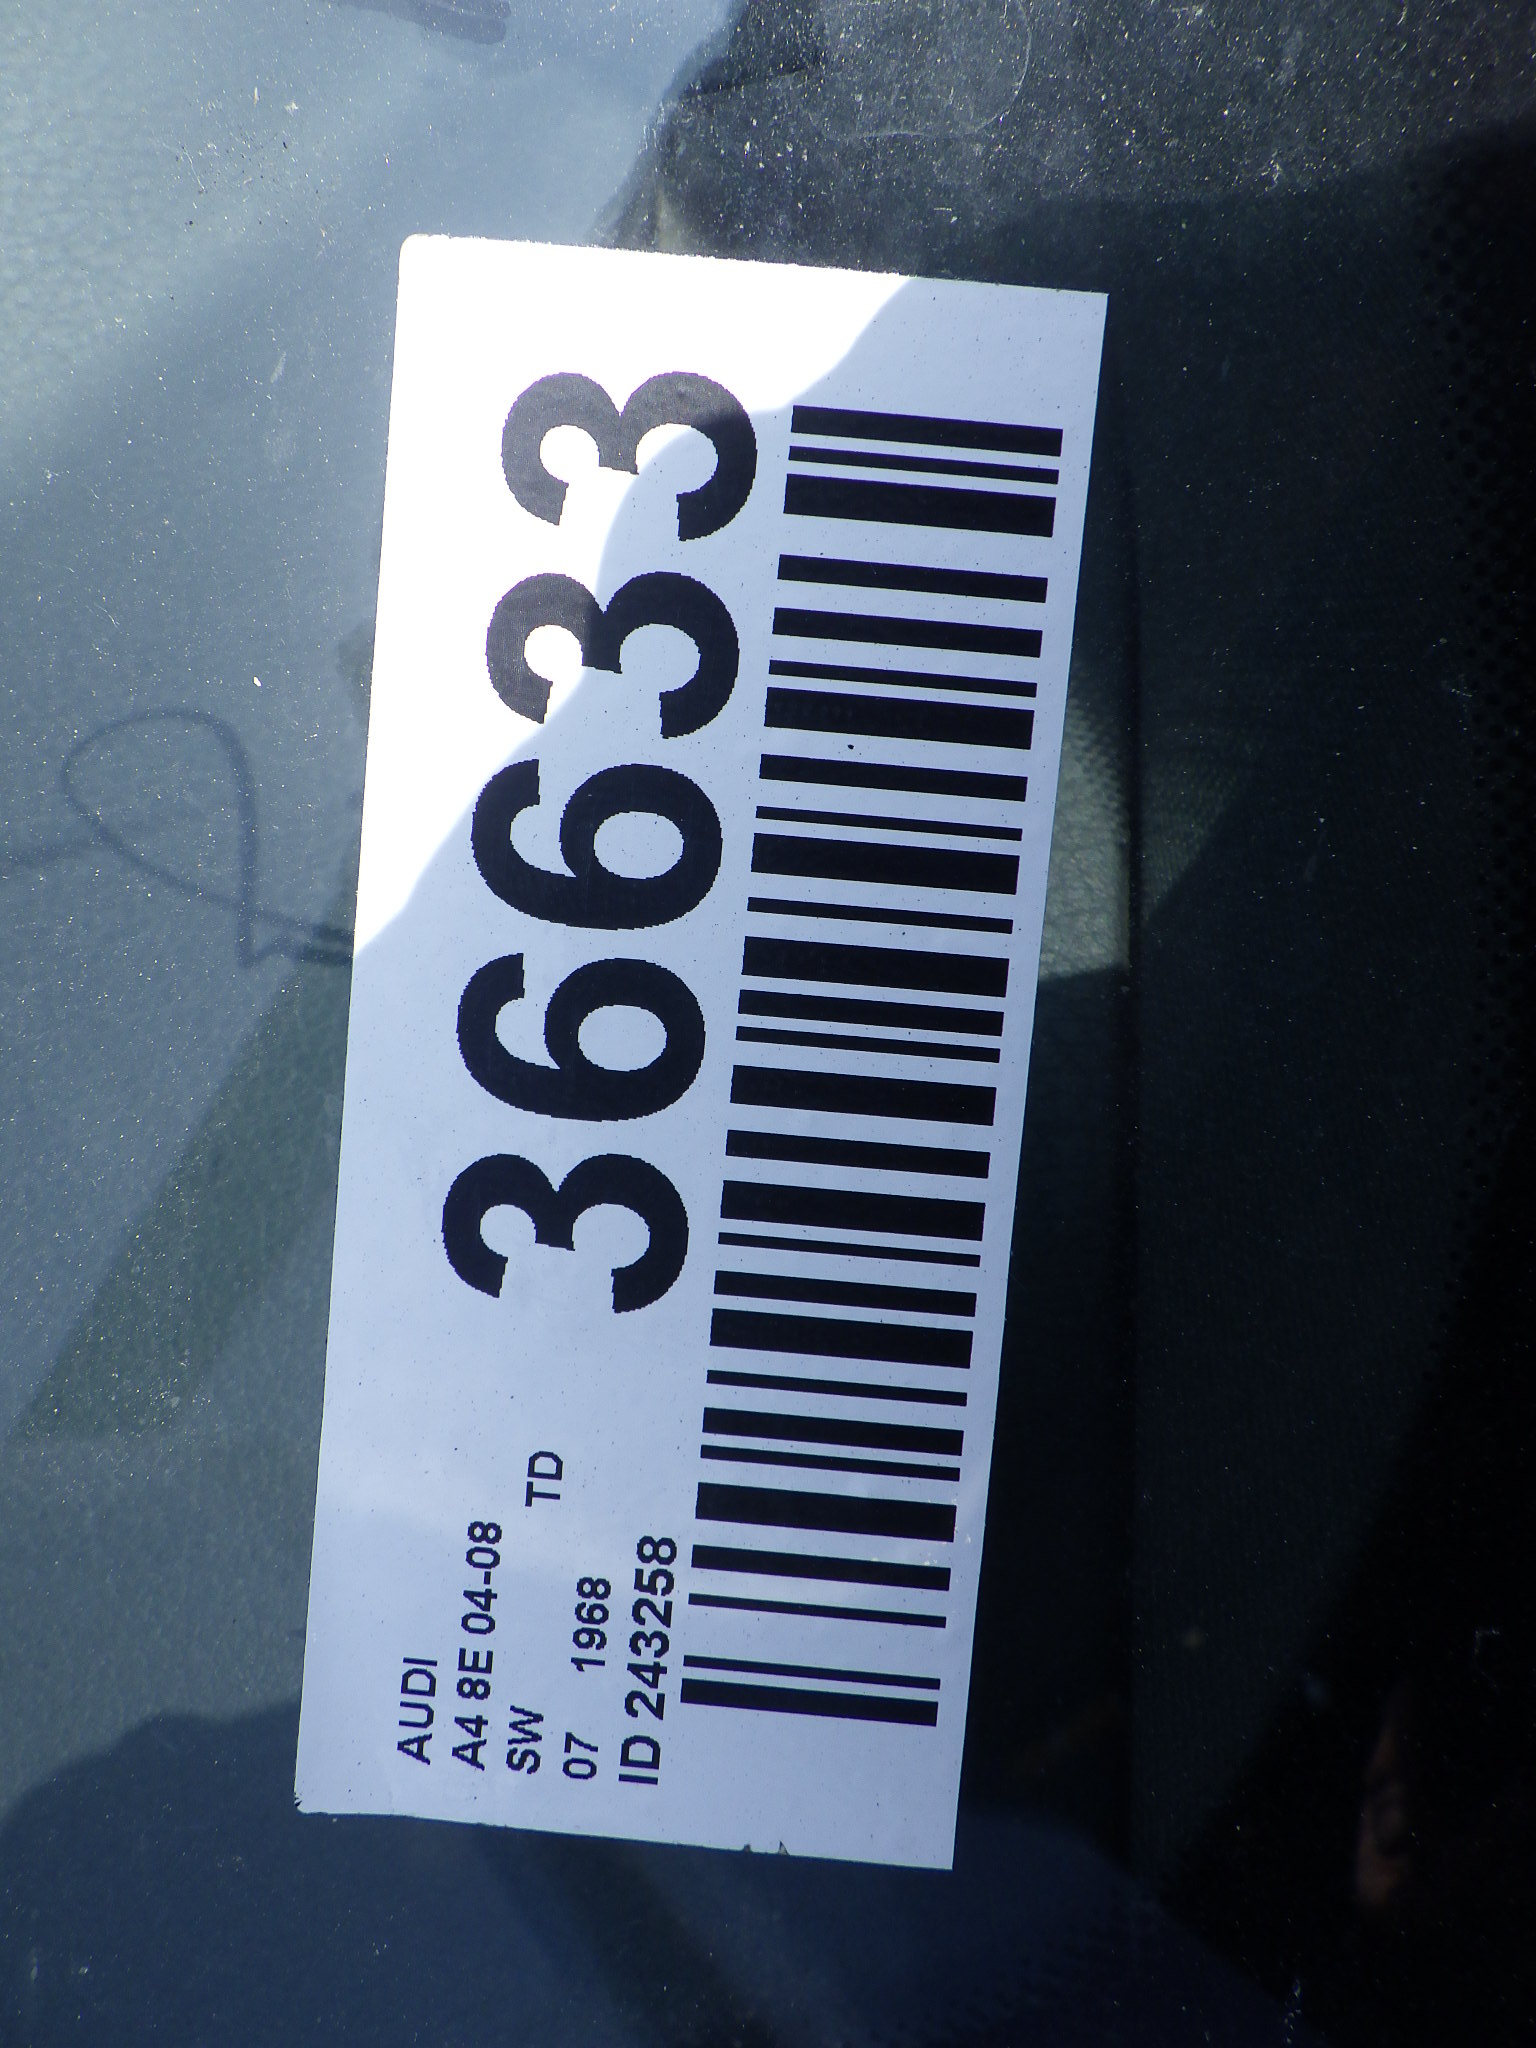 AUDI
A4 8E 04-08
SW TD
07 1968
ID 243258
36633